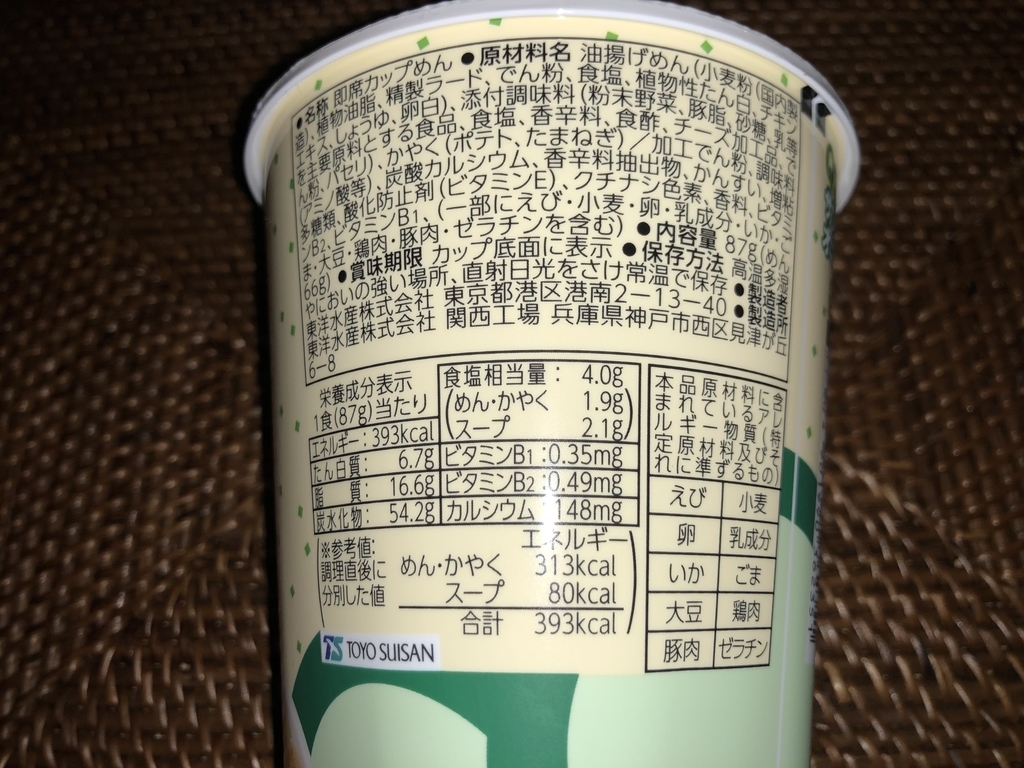 ●名称 即席カップめん ●原材料名 油揚げめん(小麦粉(国内製
造)、植物油脂、精製ラード、でん粉、食塩、植物性たん白、チキン
エキス、しょうゆ、卵白)、添付調味料(粉末野菜、豚脂、砂糖、乳等で
を主要原料とする食品、食塩、香辛料、食酢、チーズ加工品、調味料
ん粉、パセリ)、かやく(ポテト、たまねぎ)/加工でん粉、増粘
(アミノ酸等)、炭酸カルシウム、香辛料抽出物、かんすい、
多糖類、酸化防止剤(ビタミンE)、クチナシ色素、香料、ビタミン
B2、ビタミンB1、(一部にえび・小麦・卵・乳成分・いか・
ま・大豆・鶏肉・豚肉・ゼラチンを含む) ●内容量 87g(めん
66g) ●賞味期限 カップ底面に表示 ●保存方法 高温多湿
やにおいの強い場所、直射日光をさけ常温で保存 ●製造者
東洋水産株式会社 東京都港区港南2-13-40 ●製造所
東洋水産株式会社 関西工場 兵庫県神戸市西区見津が丘
6-8
栄養成分表示
1食(87g)当たり
エネルギー: 393kcal
たん白質: 6.7g
脂質: 16.6g
炭水化物: 54.2g
食塩相当量: 4.0g
(めん・かやく 1.9g
スープ 2.1g)
ビタミンB1: 0.35mg
ビタミンB2: 0.49mg
カルシウム: 148mg
(※参考値:
調理直後に
分別した値
エネルギー
めん・かやく 313kcal
スープ 80kcal
合計 393kcal)
本品原材料に含
まれているアレ
ルギー物質(特
定原材料及びそ
れに準ずるもの)
えび 小麦
卵 乳成分
いか ごま
大豆 鶏肉
豚肉 ゼラチン
TS TOYO SUISAN